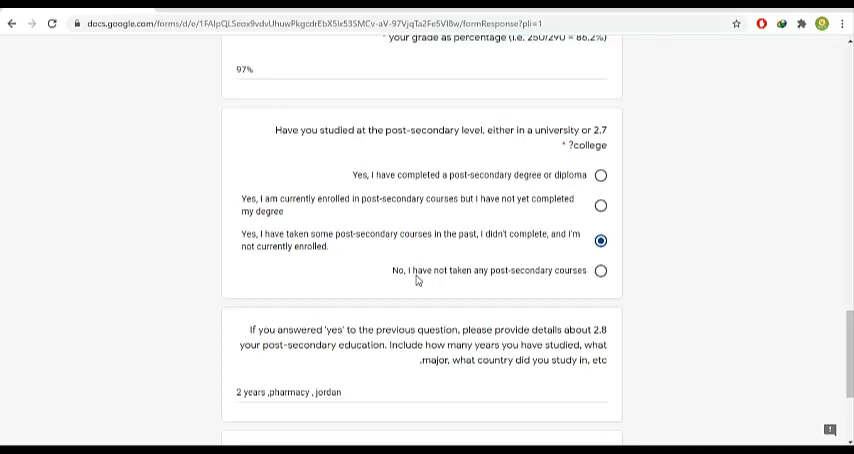 docs.google.com/forms/d/e/1FAIpQLSeox9vdvUhuwPkgcdrEbX5lx53SMCv-aV-97VjqTa2Fe5VI8w/formResponse?pli=1
* your grade as percentage (i.e. 250/290 = 86.2%)
97%
Have you studied at the post-secondary level, either in a university or 2.7
* ?college
Yes, I have completed a post-secondary degree or diploma
Yes, I am currently enrolled in post-secondary courses but I have not yet completed
my degree
Yes, I have taken some post-secondary courses in the past, I didn't complete, and I'm
not currently enrolled.
No, I have not taken any post-secondary courses
If you answered 'yes' to the previous question, please provide details about 2.8
your post-secondary education. Include how many years you have studied, what
.major, what country did you study in, etc
2 years ,pharmacy , jordan